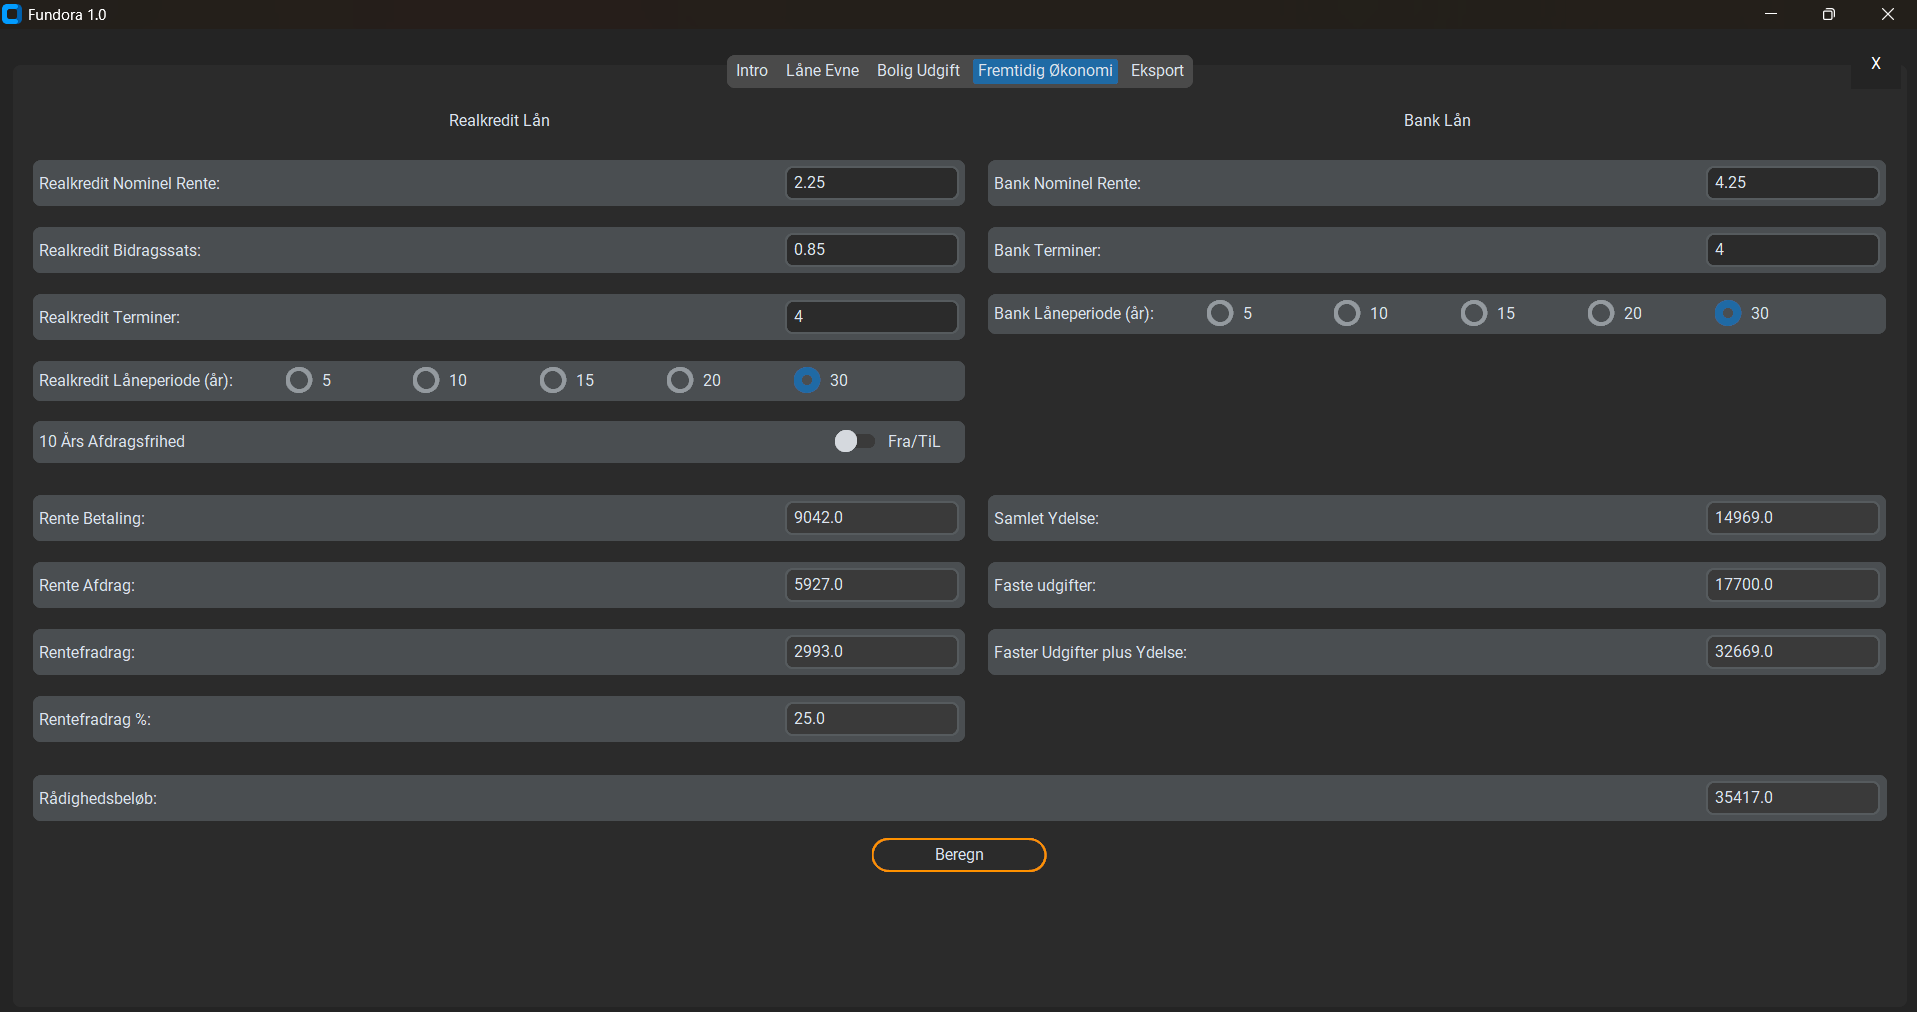 Fundora 1.0
X
Intro Låne Evne Bolig Udgift Fremtidig Økonomi Eksport
Realkredit Lån
Realkredit Nominel Rente: 2.25
Realkredit Bidragssats: 0.85
Realkredit Terminer: 4
Realkredit Låneperiode (år): 5 10 15 20 30
10 Års Afdragsfrihed Fra/TiL
Bank Lån
Bank Nominel Rente: 4.25
Bank Terminer: 4
Bank Låneperiode (år): 5 10 15 20 30
Rente Betaling: 9042.0
Rente Afdrag: 5927.0
Rentefradrag: 2993.0
Rentefradrag %: 25.0
Samlet Ydelse: 14969.0
Faste udgifter: 17700.0
Faster Udgifter plus Ydelse: 32669.0
Rådighedsbeløb: 35417.0
Beregn